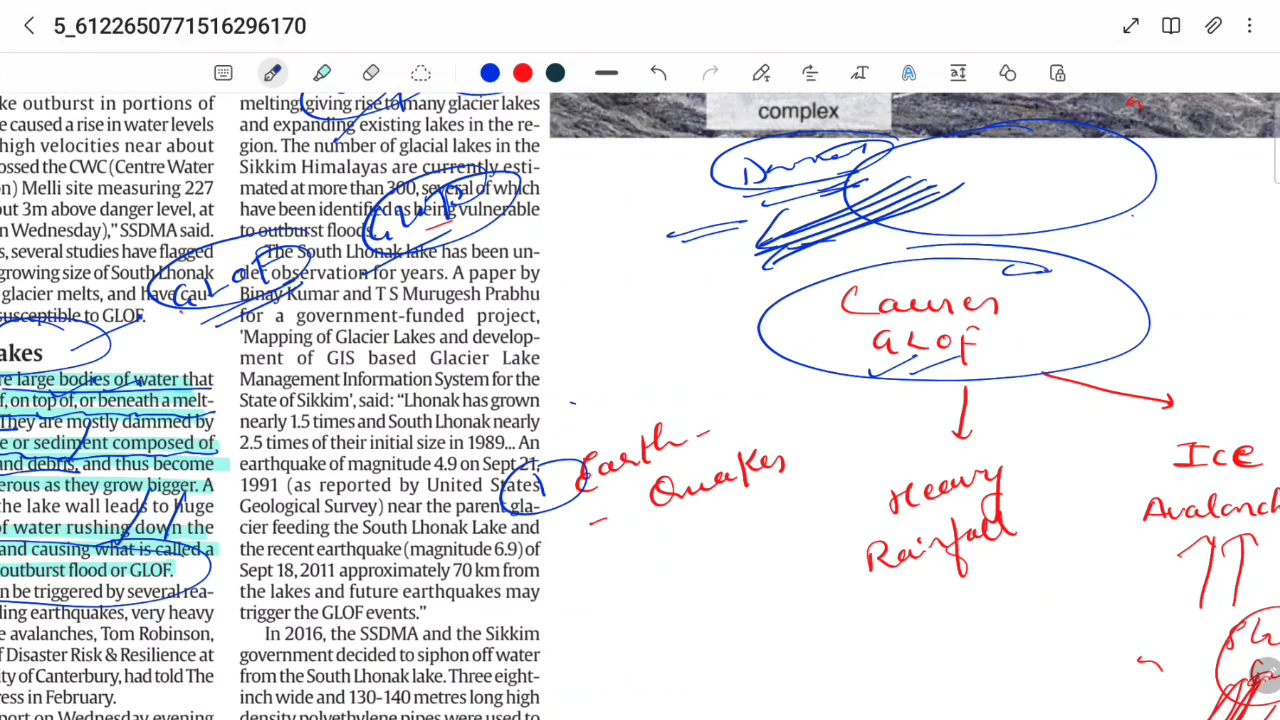 5_6122650771516296170
ke outburst in portions of
e caused a rise in water levels
high velocities near about
ossed the CWC (Centre Water
on) Melli site measuring 227
out 3m above danger level, at
n Wednesday),” SSDMA said.
s, several studies have flagged
growing size of South Lhonak
glacier melts, and have cau-
susceptible to GLOF.
GLOF
akes
re large bodies of water that
f, on top of, or beneath a melt-
They are mostly dammed by
e or sediment composed of
and debris, and thus become
erous as they grow bigger. A
the lake wall leads to huge
of water rushing down the
and causing what is called a
outburst flood or GLOF.
n be triggered by several rea-
ding earthquakes, very heavy
e avalanches, Tom Robinson,
f Disaster Risk & Resilience at
ity of Canterbury, had told The
ress in February.
port on Wednesday evening
melting, giving rise to many glacier lakes
and expanding existing lakes in the re-
gion. The number of glacial lakes in the
Sikkim Himalayas are currently esti-
mated at more than 300, several of which
have been identified as being vulnerable
to outburst floods.
The South Lhonak lake has been un-
der observation for years. A paper by
Binay Kumar and T S Murugesh Prabhu
for a government-funded project,
'Mapping of Glacier Lakes and develop-
ment of GIS based Glacier Lake
Management Information System for the
State of Sikkim', said: “Lhonak has grown
nearly 1.5 times and South Lhonak nearly
2.5 times of their initial size in 1989... An
earthquake of magnitude 4.9 on Sept 21,
1991 (as reported by United States
Geological Survey) near the parent gla-
cier feeding the South Lhonak Lake and
the recent earthquake (magnitude 6.9) of
Sept 18, 2011 approximately 70 km from
the lakes and future earthquakes may
trigger the GLOF events.”
In 2016, the SSDMA and the Sikkim
government decided to siphon off water
from the South Lhonak lake. Three eight-
inch wide and 130-140 metres long high
density polyethylene pipes were used to
complex
Causes
GLOF
Earth-
Quakes
Heavy
Rainfall
Ice
Avalanch